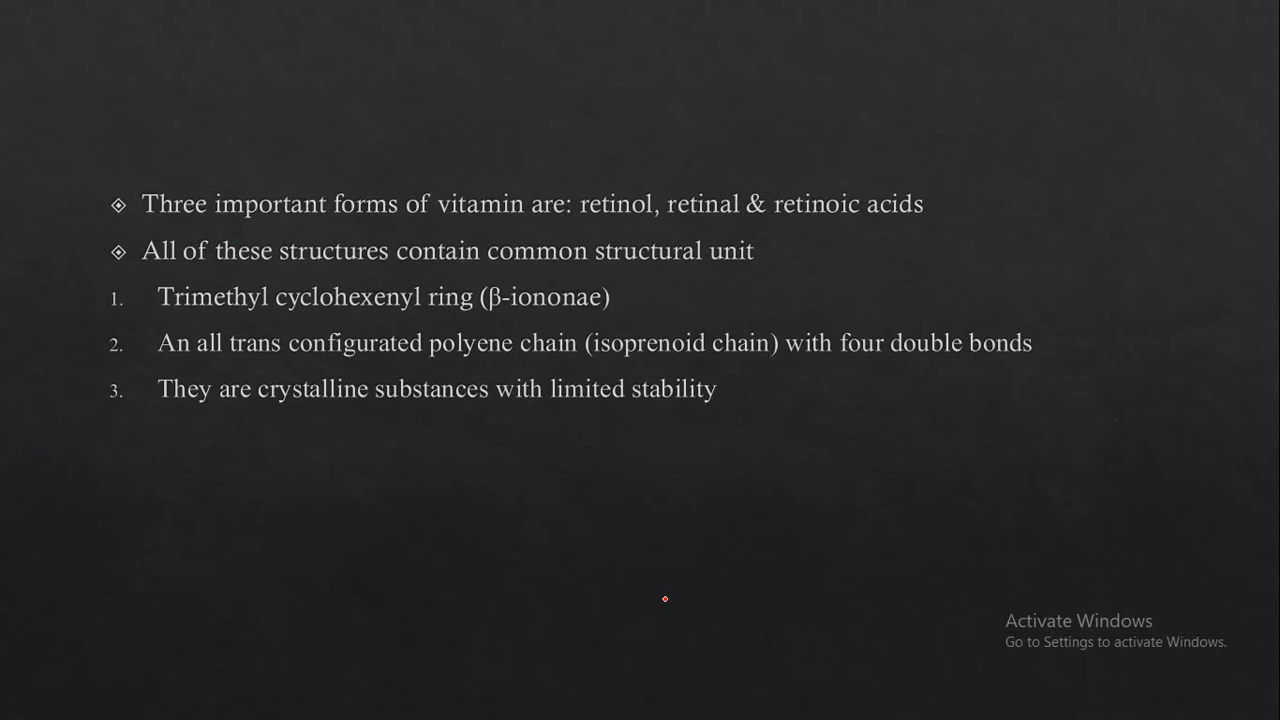 Three important forms of vitamin are: retinol, retinal & retinoic acids
All of these structures contain common structural unit
1. Trimethyl cyclohexenyl ring (β-iononae)
2. An all trans configurated polyene chain (isoprenoid chain) with four double bonds
3. They are crystalline substances with limited stability
Activate Windows
Go to Settings to activate Windows.